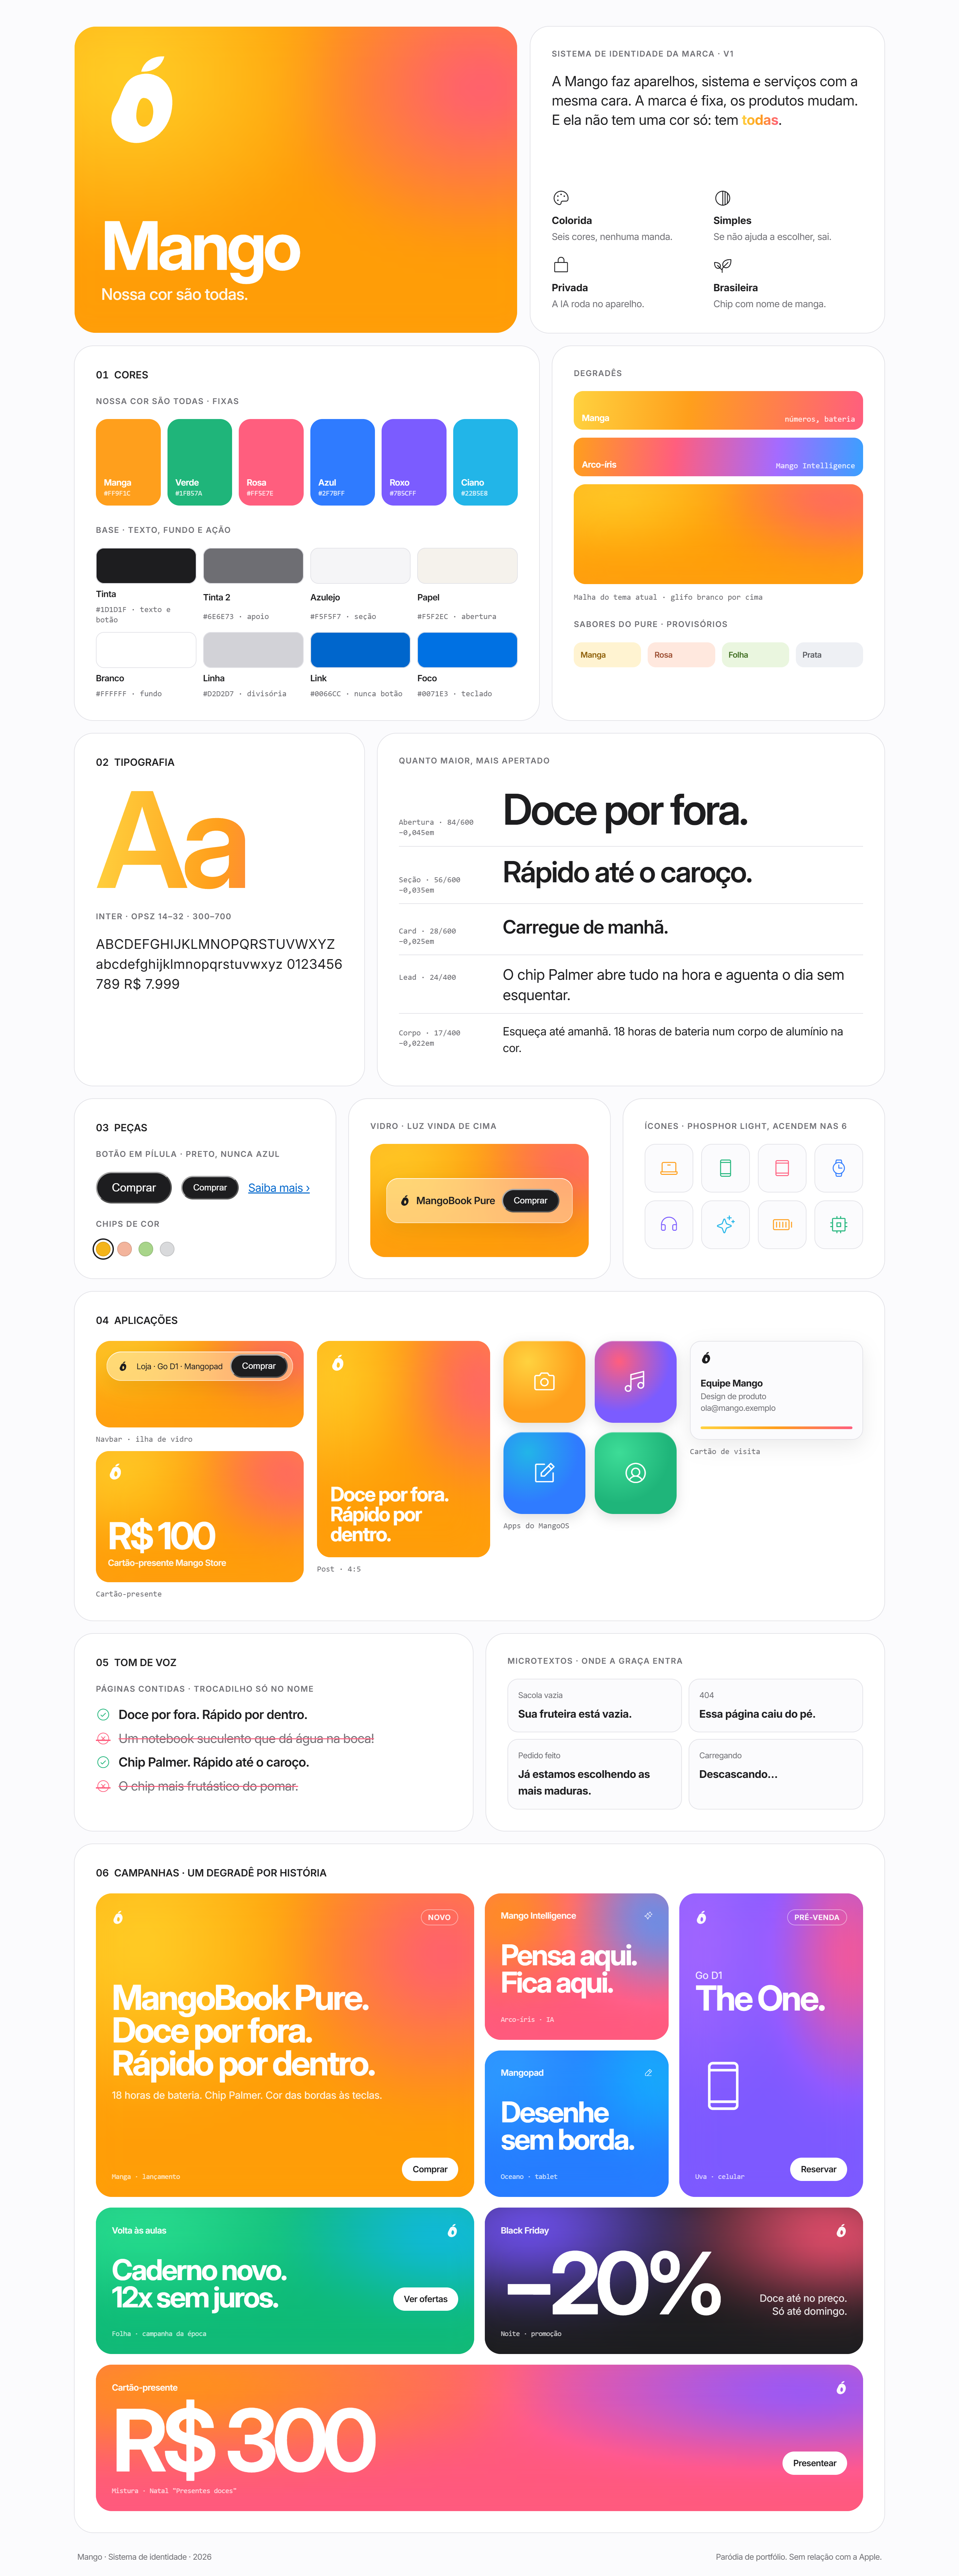 Mango
Nossa cor são todas.
SISTEMA DE IDENTIDADE DA MARCA · V1
A Mango faz aparelhos, sistema e serviços com a
mesma cara. A marca é fixa, os produtos mudam.
E ela não tem uma cor só: tem todas.
Colorida
Seis cores, nenhuma manda.
Simples
Se não ajuda a escolher, sai.
Privada
A IA roda no aparelho.
Brasileira
Chip com nome de manga.
01 CORES
NOSSA COR SÃO TODAS · FIXAS
Manga
#FF9F1C
Verde
#1FB57A
Rosa
#FF5E7E
Azul
#2F7BFF
Roxo
#7B5CFF
Ciano
#22B5E8
BASE · TEXTO, FUNDO E AÇÃO
Tinta
#1D1D1F · texto e
botão
Tinta 2
#6E6E73 · apoio
Azulejo
#F5F5F7 · seção
Papel
#F5F2EC · abertura
Branco
#FFFFFF · fundo
Linha
#D2D2D7 · divisória
Link
#0066CC · nunca botão
Foco
#0071E3 · teclado
DEGRADÊS
Manga
números, bateria
Arco-íris
Mango Intelligence
Malha do tema atual · glifo branco por cima
SABORES DO PURE · PROVISÓRIOS
Manga
Rosa
Folha
Prata
02 TIPOGRAFIA
Aa
INTER · OPSZ 14–32 · 300–700
ABCDEFGHIJKLMNOPQRSTUVWXYZ
abcdefghijklmnopqrstuvwxyz 0123456
789 R$ 7.999
QUANTO MAIOR, MAIS APERTADO
Abertura · 84/600
−0,045em
Doce por fora.
Seção · 56/600
−0,035em
Rápido até o caroço.
Card · 28/600
−0,025em
Carregue de manhã.
Lead · 24/400
O chip Palmer abre tudo na hora e aguenta o dia sem
esquentar.
Corpo · 17/400
−0,022em
Esqueça até amanhã. 18 horas de bateria num corpo de alumínio na
cor.
03 PEÇAS
BOTÃO EM PÍLULA · PRETO, NUNCA AZUL
Comprar
Comprar
Saiba mais ›
CHIPS DE COR
VIDRO · LUZ VINDA DE CIMA
MangoBook Pure
Comprar
ÍCONES · PHOSPHOR LIGHT, ACENDEM NAS 6
04 APLICAÇÕES
Loja · Go D1 · Mangopad
Comprar
Navbar · ilha de vidro
R$ 100
Cartão-presente Mango Store
Cartão-presente
Doce por fora.
Rápido por
dentro.
Post · 4:5
Apps do MangoOS
Equipe Mango
Design de produto
ola@mango.exemplo
Cartão de visita
05 TOM DE VOZ
PÁGINAS CONTIDAS · TROCADILHO SÓ NO NOME
Doce por fora. Rápido por dentro.
Um notebook suculento que dá água na boca!
Chip Palmer. Rápido até o caroço.
O chip mais frutástico do pomar.
MICROTEXTOS · ONDE A GRAÇA ENTRA
Sacola vazia
Sua fruteira está vazia.
404
Essa página caiu do pé.
Pedido feito
Já estamos escolhendo as
mais maduras.
Carregando
Descascando…
06 CAMPANHAS · UM DEGRADÊ POR HISTÓRIA
NOVO
MangoBook Pure.
Doce por fora.
Rápido por dentro.
18 horas de bateria. Chip Palmer. Cor das bordas às teclas.
Manga · lançamento
Comprar
Mango Intelligence
Pensa aqui.
Fica aqui.
Arco-íris · IA
Mangopad
Desenhe
sem borda.
Oceano · tablet
PRÉ-VENDA
Go D1
The One.
Uva · celular
Reservar
Volta às aulas
Caderno novo.
12x sem juros.
Folha · campanha da época
Ver ofertas
Black Friday
−20%
Doce até no preço.
Só até domingo.
Noite · promoção
Cartão-presente
R$ 300
Mistura · Natal "Presentes doces"
Presentear
Mango · Sistema de identidade · 2026
Paródia de portfólio. Sem relação com a Apple.